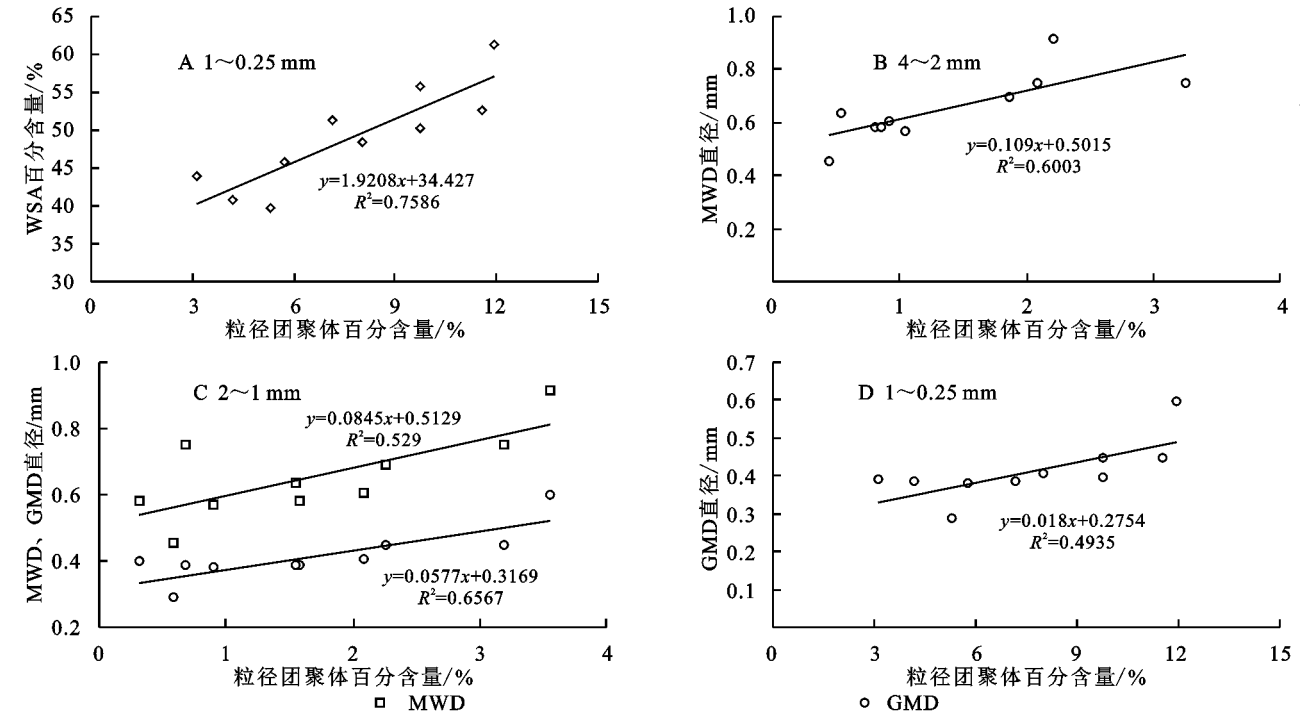 A 1～0.25 mm
WSA百分含量/%
65
60
55
50
45
40
35
30
y=1.9208x+34.427
R²=0.7586
0 3 6 9 12 15
粒径团聚体百分含量/%
B 4～2 mm
MWD直径/mm
1.0
0.8
0.6
0.4
0.2
y=0.109x+0.5015
R²=0.6003
0 1 2 3 4
粒径团聚体百分含量/%
C 2～1 mm
MWD、GMD直径/mm
1.0
0.8
0.6
0.4
0.2
y=0.0845x+0.5129
R²=0.529
y=0.0577x+0.3169
R²=0.6567
0 1 2 3 4
粒径团聚体百分含量/%
D 1～0.25 mm
GMD直径/mm
0.7
0.6
0.5
0.4
0.3
0.2
0.1
y=0.018x+0.2754
R²=0.4935
0 3 6 9 12 15
粒径团聚体百分含量/%
MWD
GMD